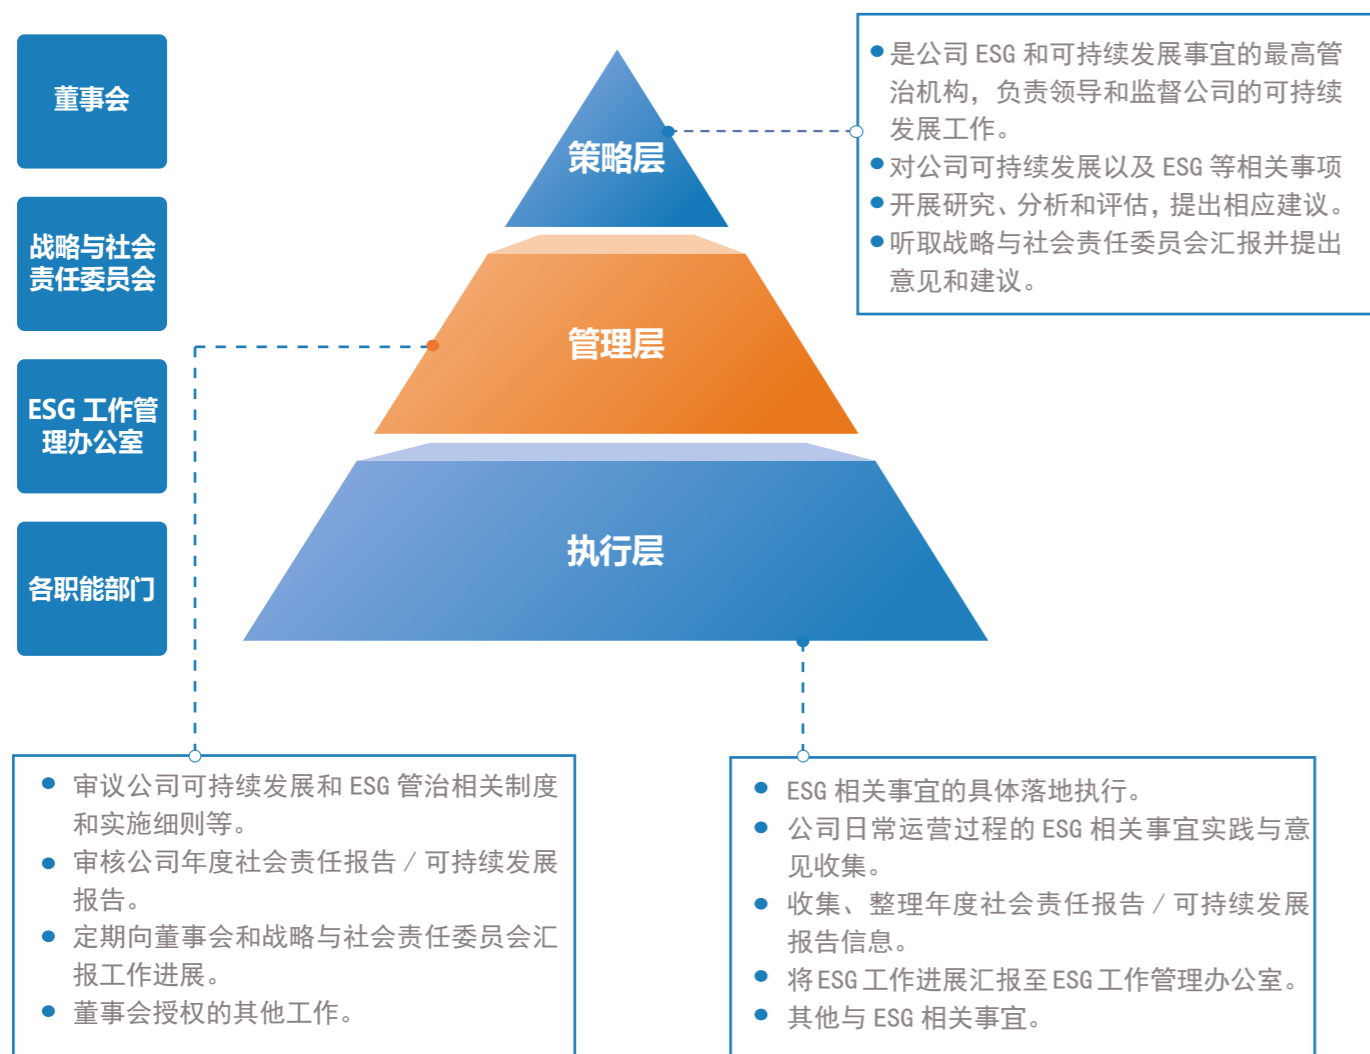 董事会
战略与社会
责任委员会
ESG 工作管
理办公室
各职能部门
策略层
管理层
执行层
是公司 ESG 和可持续发展事宜的最高管
治机构，负责领导和监督公司的可持续
发展工作。
对公司可持续发展以及 ESG 等相关事项
开展研究、分析和评估，提出相应建议。
听取战略与社会责任委员会汇报并提出
意见和建议。
审议公司可持续发展和 ESG 管治相关制度
和实施细则等。
审核公司年度社会责任报告 / 可持续发展
报告。
定期向董事会和战略与社会责任委员会汇
报工作进展。
董事会授权的其他工作。
ESG 相关事宜的具体落地执行。
公司日常运营过程的 ESG 相关事宜实践与意
见收集。
收集、整理年度社会责任报告 / 可持续发展
报告信息。
将 ESG 工作进展汇报至 ESG 工作管理办公室。
其他与 ESG 相关事宜。